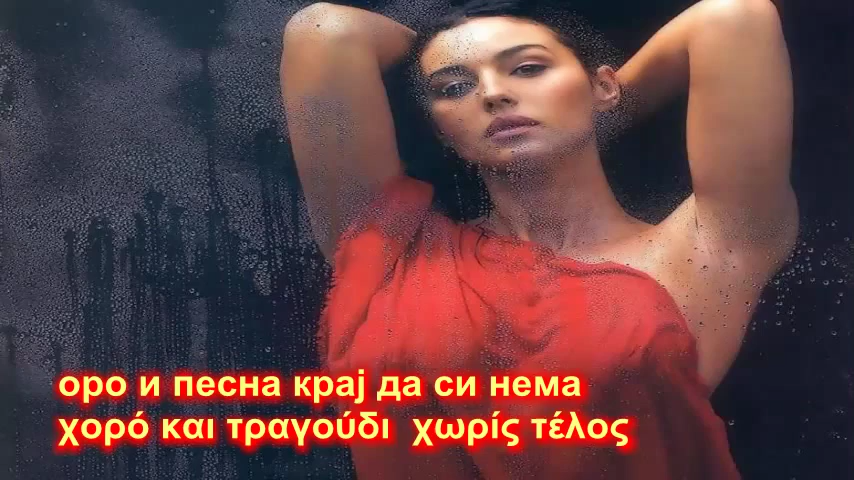 оро и песна крај да си нема
χορό και τραγούδι χωρίς τέλος